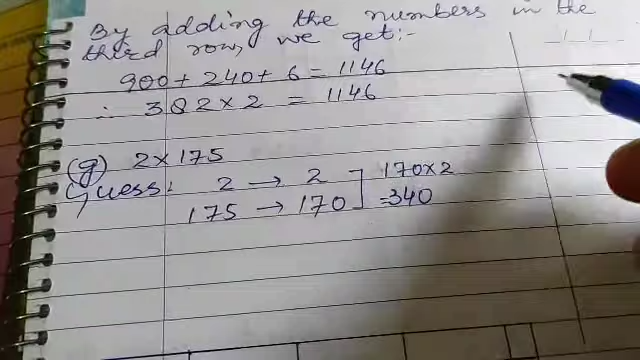 By adding the numbers in the
third row, we get:-
900 + 240 + 6 = 1146
∴ 382 × 2 = 1146
(g) 2 × 175
Guess: 2 → 2 170×2
175 → 170 =340